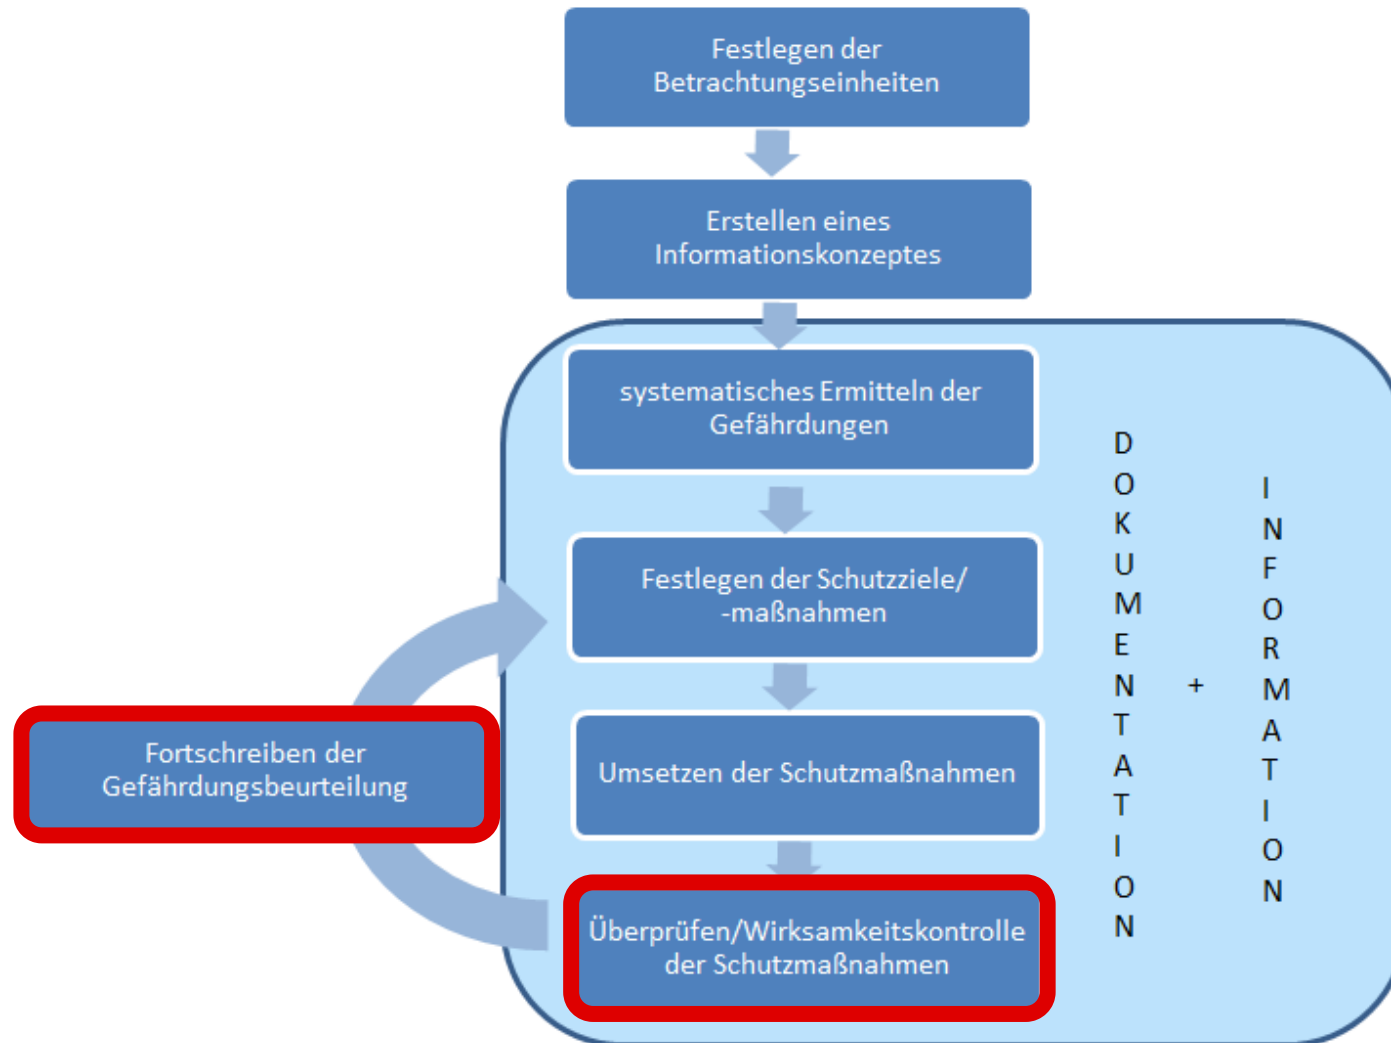 Festlegen der
Betrachtungseinheiten
Erstellen eines
Informationskonzeptes
systematisches Ermitteln der
Gefährdungen
Festlegen der Schutzziele/
-maßnahmen
Umsetzen der Schutzmaßnahmen
Überprüfen/Wirksamkeitskontrolle
der Schutzmaßnahmen
Fortschreiben der
Gefährdungsbeurteilung
DOKUMENTATION
+
INFORMATION